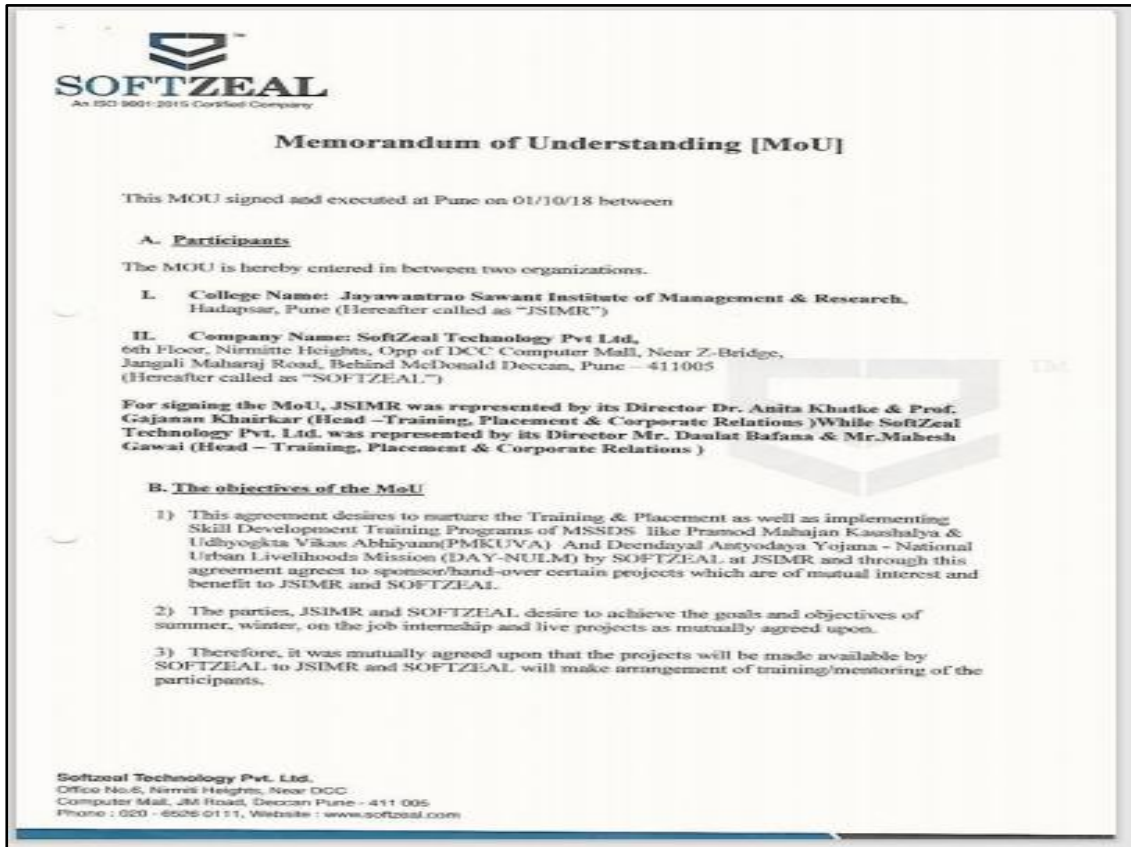 SOFTZEAL
An ISO 9001:2015 Certified Company
Memorandum of Understanding [MoU]
This MOU signed and executed at Pune on 01/10/18 between
A. Participants
The MOU is hereby entered in between two organizations.
I. College Name: Jayawantrao Sawant Institute of Management & Research,
Hadapsar, Pune (Hereafter called as "JSIMR")
II. Company Name: SoftZeal Technology Pvt Ltd,
6th Floor, Nirmitte Heights, Opp of DCC Computer Mall, Near Z-Bridge,
Jangali Maharaj Road, Behind McDonald Deccan, Pune – 411005
(Hereafter called as "SOFTZEAL")
For signing the MoU, JSIMR was represented by its Director Dr. Anita Khatke & Prof.
Gajanan Khairkar (Head –Training, Placement & Corporate Relations )While SoftZeal
Technology Pvt. Ltd. was represented by its Director Mr. Daulat Bafana & Mr.Mahesh
Gawai (Head – Training, Placement & Corporate Relations )
B. The objectives of the MoU
1) This agreement desires to nurture the Training & Placement as well as implementing
Skill Development Training Programs of MSSDS like Pramod Mahajan Kaushalya &
Udhyogkta Vikas Abhiyaan(PMKUVA) And Deendayal Antyodaya Yojana - National
Urban Livelihoods Mission (DAY-NULM) by SOFTZEAL at JSIMR and through this
agreement agrees to sponsor/hand-over certain projects which are of mutual interest and
benefit to JSIMR and SOFTZEAL.
2) The parties, JSIMR and SOFTZEAL desire to achieve the goals and objectives of
summer, winter, on the job internship and live projects as mutually agreed upon.
3) Therefore, it was mutually agreed upon that the projects will be made available by
SOFTZEAL to JSIMR and SOFTZEAL will make arrangement of training/mentoring of the
participants.
Softzeal Technology Pvt. Ltd.
Office No.6, Nirmiti Heights, Near DCC
Computer Mall, JM Road, Deccan Pune - 411 005
Phone : 020 - 6526 0111, Website : www.softzeal.com